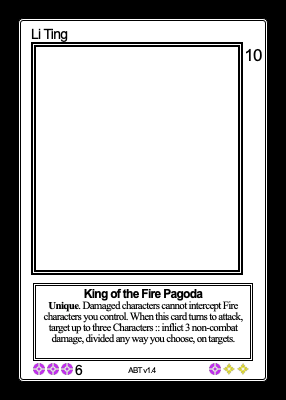 Li Ting
10
King of the Fire Pagoda
Unique. Damaged characters cannot intercept Fire
characters you control. When this card turns to attack,
target up to three Characters :: inflict 3 non-combat
damage, divided any way you choose, on targets.
6 ABT v1.4